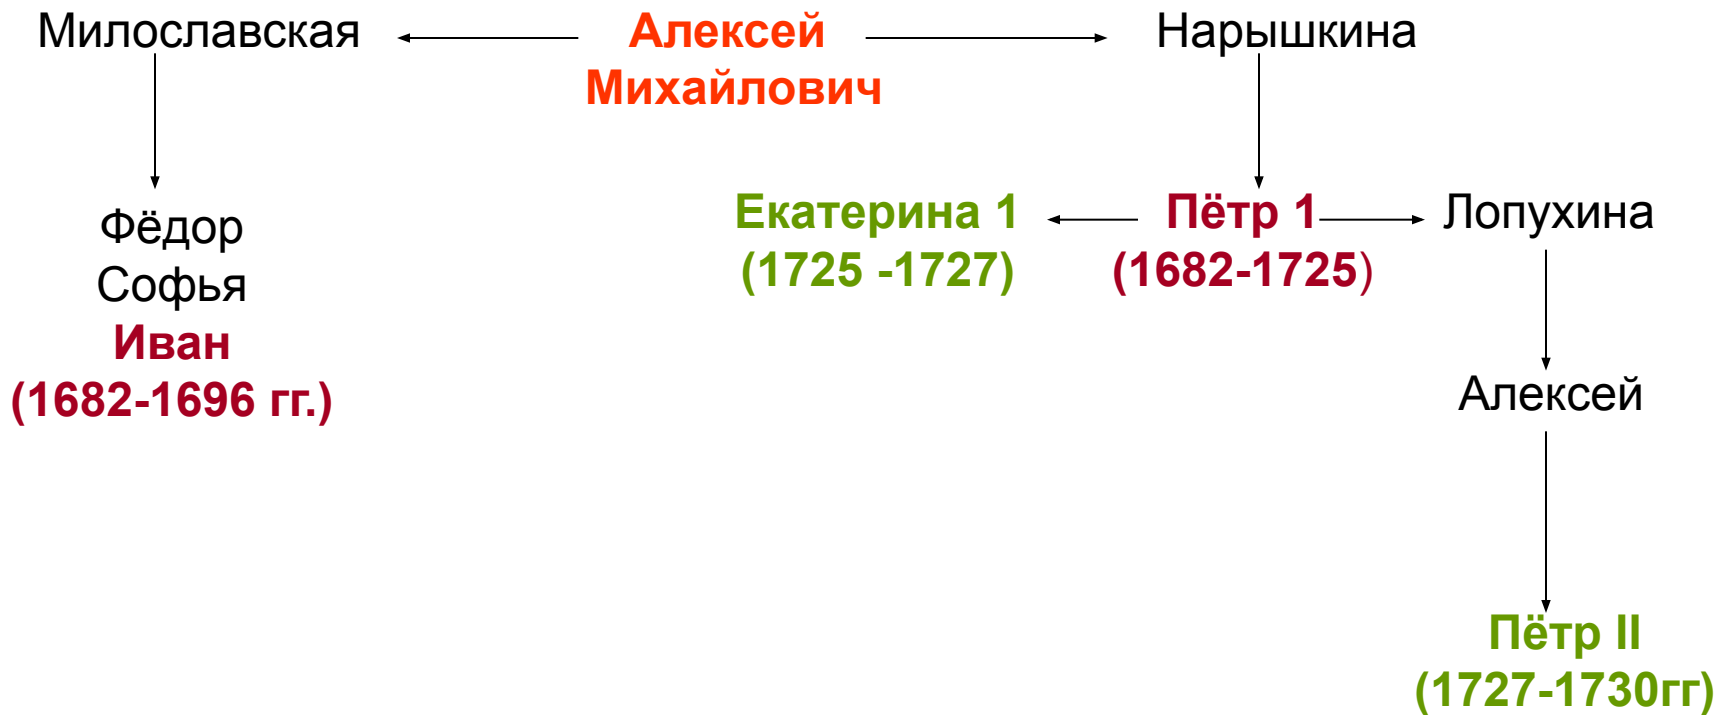 Милославская
Алексей
Михайлович
Нарышкина
Фёдор
Софья
Иван
(1682-1696 гг.)
Екатерина 1
(1725 -1727)
Пётр 1
(1682-1725)
Лопухина
Алексей
Пётр II
(1727-1730гг)